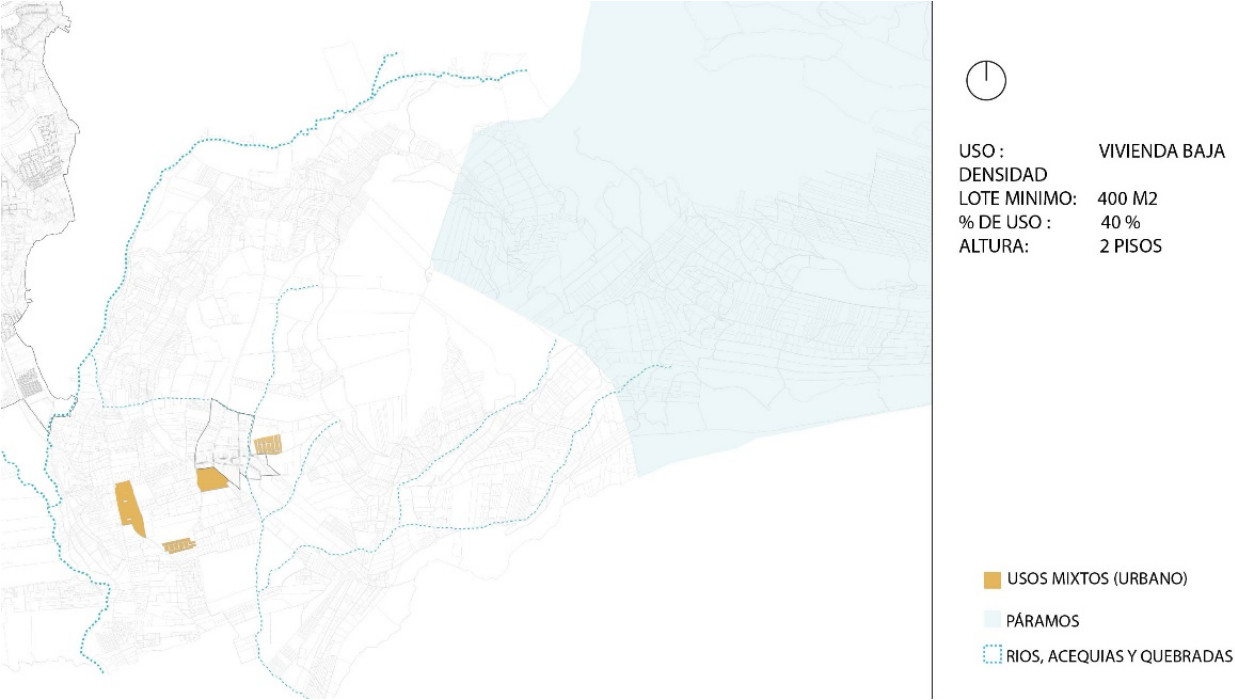 USO : VIVIENDA BAJA
DENSIDAD
LOTE MINIMO: 400 M2
% DE USO : 40 %
ALTURA: 2 PISOS
USOS MIXTOS (URBANO)
PÁRAMOS
RIOS, ACEQUIAS Y QUEBRADAS